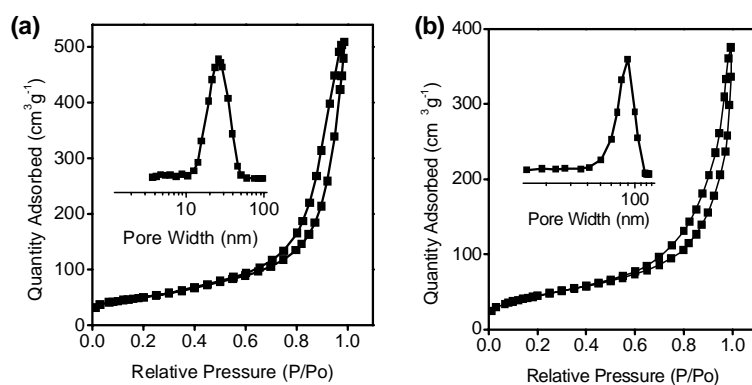 (a)
500
400
300
200
100
0
Quantity Adsorbed (cm³g⁻¹)
10 100
Pore Width (nm)
0.0 0.2 0.4 0.6 0.8 1.0
Relative Pressure (P/Po)
(b)
400
300
200
100
0
Quantity Adsorbed (cm³g⁻¹)
100
Pore Width (nm)
0.0 0.2 0.4 0.6 0.8 1.0
Relative Pressure (P/Po)